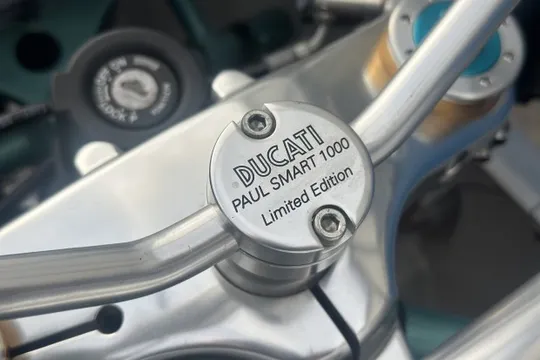 DUCATI
PAUL SMART 1000
Limited Edition